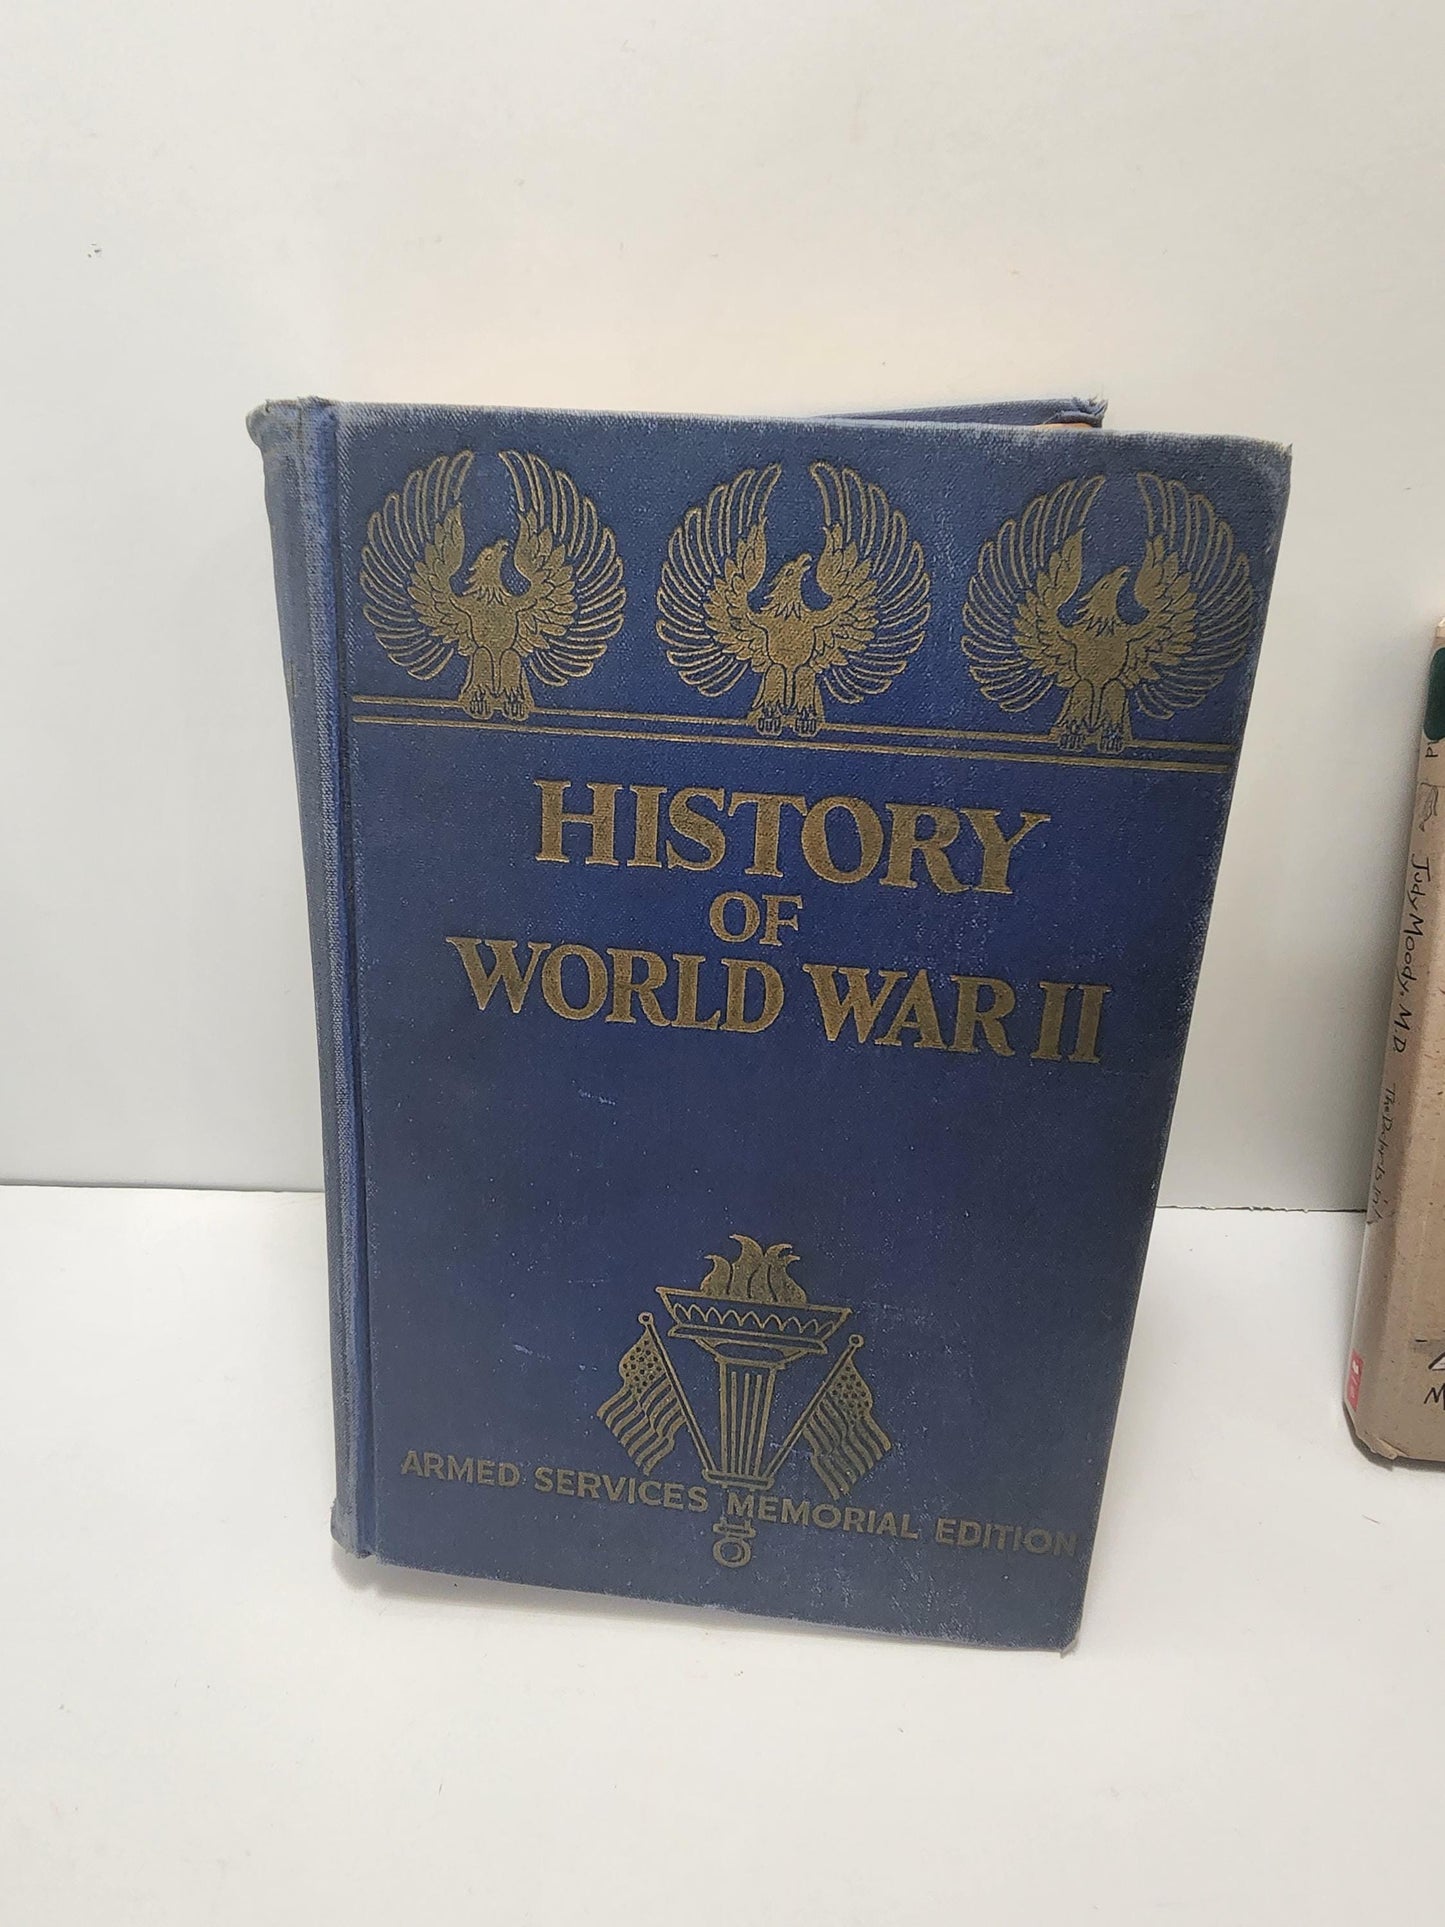 HISTORY
OF
WORLD WAR II
ARMED SERVICES MEMORIAL EDITION
Judy Moody, M.D.